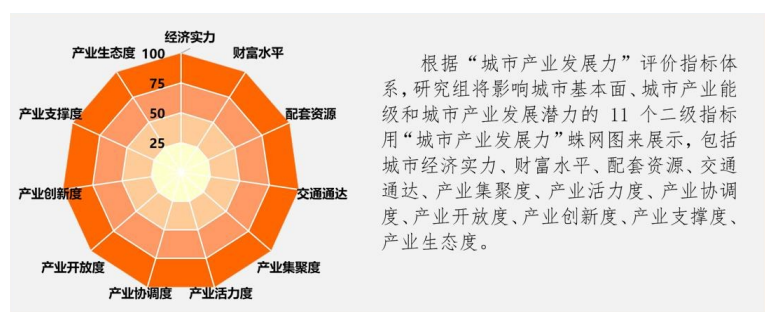 经济实力
产业生态度
100
财富水平
75
产业支撑度
50
配套资源
25
产业创新度
交通通达
产业开放度
产业集聚度
产业协调度
产业活力度
根据“城市产业发展力”评价指标体
系,研究组将影响城市基本面、城市产业能
级和城市产业发展潜力的 11 个二级指标
用“城市产业发展力”蛛网图来展示,包括
城市经济实力、财富水平、配套资源、交通
通达、产业集聚度、产业活力度、产业协调
度、产业开放度、产业创新度、产业支撑度、
产业生态度。